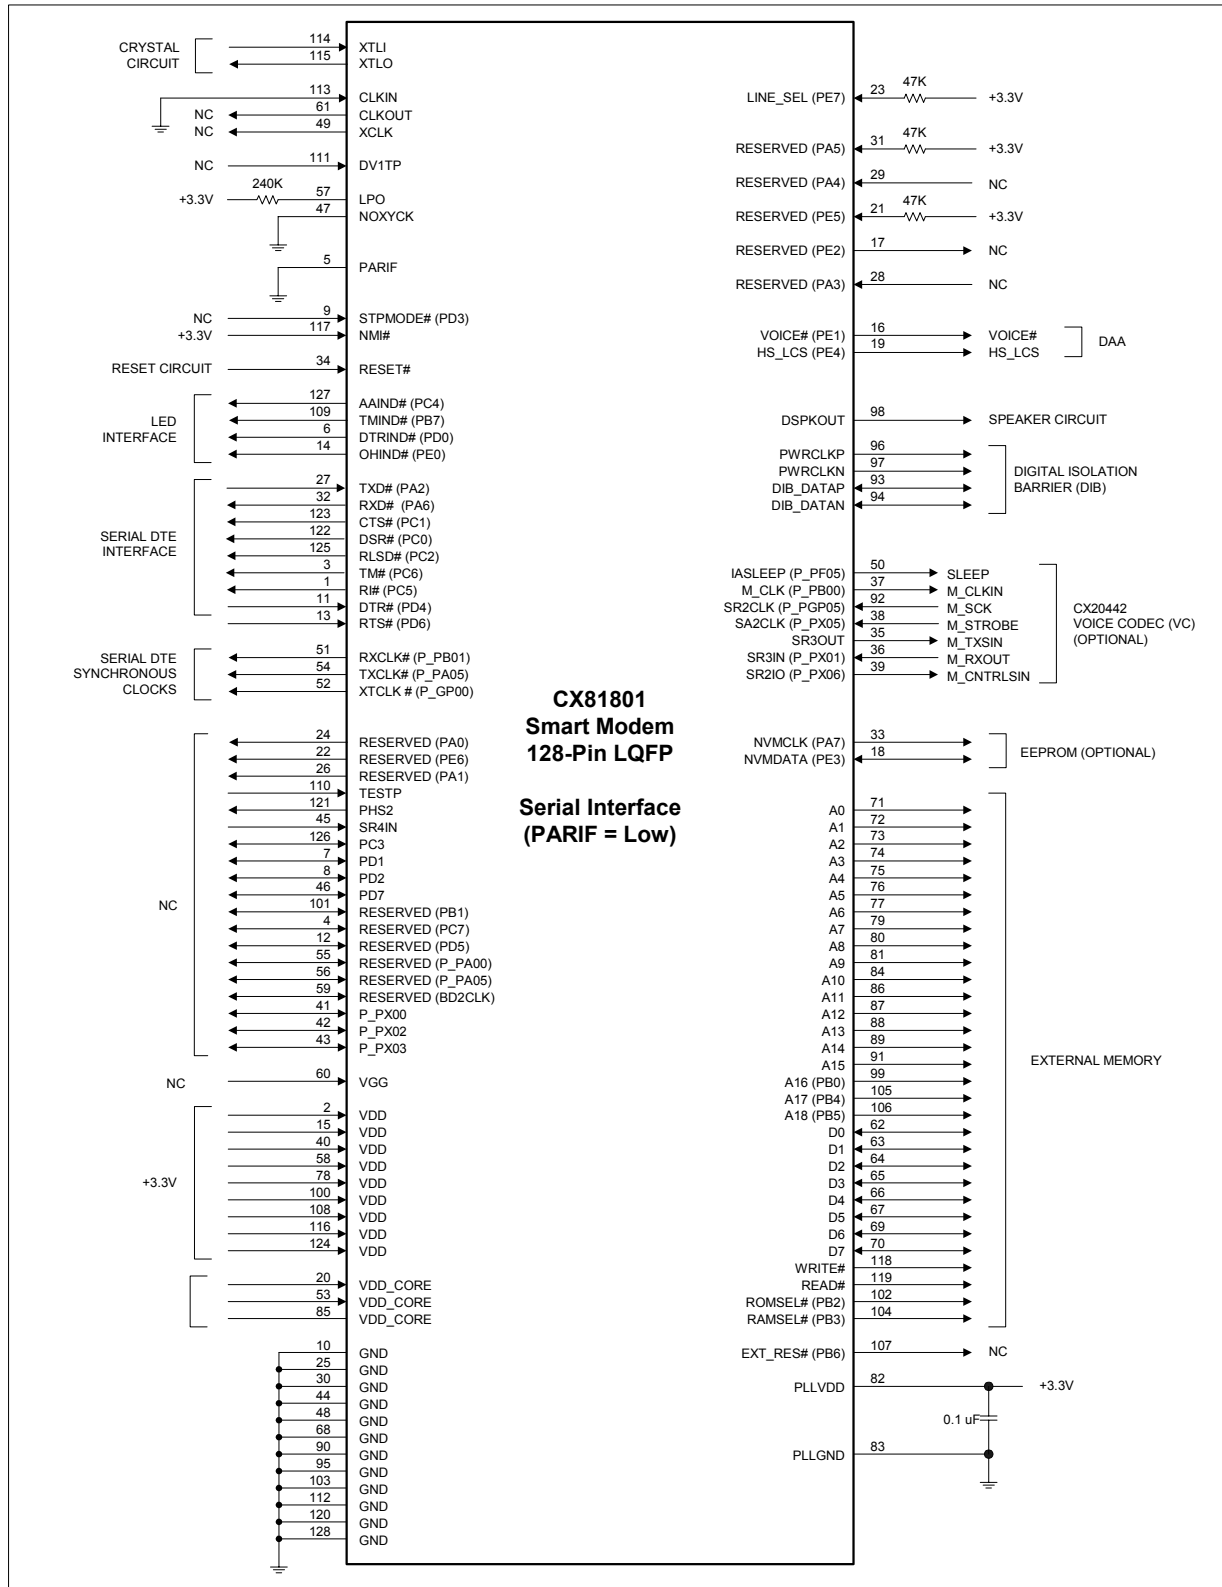 CRYSTAL
CIRCUIT
114 XTLI
115 XTLO
113 CLKIN
NC 61 CLKOUT
NC 49 XCLK
NC 111 DV1TP
+3.3V 240K 57 LPO
47 NOXYCK
5 PARIF
NC 9 STPMODE# (PD3)
+3.3V 117 NMI#
RESET CIRCUIT 34 RESET#
LED
INTERFACE
127 AAIND# (PC4)
109 TMIND# (PB7)
6 DTRIND# (PD0)
14 OHIND# (PE0)
SERIAL DTE
INTERFACE
27 TXD# (PA2)
32 RXD# (PA6)
123 CTS# (PC1)
122 DSR# (PC0)
125 RLSD# (PC2)
3 TM# (PC6)
1 RI# (PC5)
11 DTR# (PD4)
13 RTS# (PD6)
SERIAL DTE
SYNCHRONOUS
CLOCKS
51 RXCLK# (P_PB01)
54 TXCLK# (P_PA05)
52 XTCLK # (P_GP00)
NC
24 RESERVED (PA0)
22 RESERVED (PE6)
26 RESERVED (PA1)
110 TESTP
121 PHS2
45 SR4IN
126 PC3
7 PD1
8 PD2
46 PD7
101 RESERVED (PB1)
4 RESERVED (PC7)
12 RESERVED (PD5)
55 RESERVED (P_PA00)
56 RESERVED (P_PA05)
59 RESERVED (BD2CLK)
41 P_PX00
42 P_PX02
43 P_PX03
NC 60 VGG
+3.3V
2 VDD
15 VDD
40 VDD
58 VDD
78 VDD
100 VDD
108 VDD
116 VDD
124 VDD
20 VDD_CORE
53 VDD_CORE
85 VDD_CORE
10 GND
25 GND
30 GND
44 GND
48 GND
68 GND
90 GND
95 GND
103 GND
112 GND
120 GND
128 GND
CX81801
Smart Modem
128-Pin LQFP
Serial Interface
(PARIF = Low)
LINE_SEL (PE7) 23 47K +3.3V
RESERVED (PA5) 31 47K +3.3V
RESERVED (PA4) 29 NC
RESERVED (PE5) 21 47K +3.3V
RESERVED (PE2) 17 NC
RESERVED (PA3) 28 NC
VOICE# (PE1) 16 VOICE#
HS_LCS (PE4) 19 HS_LCS
DAA
DSPKOUT 98 SPEAKER CIRCUIT
PWRCLKP 96
PWRCLKN 97
DIB_DATAP 93
DIB_DATAN 94
DIGITAL ISOLATION
BARRIER (DIB)
IASLEEP (P_PF05) 50 SLEEP
M_CLK (P_PB00) 37 M_CLKIN
SR2CLK (P_PGP05) 92 M_SCK
SA2CLK (P_PX05) 38 M_STROBE
SR3OUT 35 M_TXSIN
SR3IN (P_PX01) 36 M_RXOUT
SR2IO (P_PX06) 39 M_CNTRLSIN
CX20442
VOICE CODEC (VC)
(OPTIONAL)
NVMCLK (PA7) 33
NVMDATA (PE3) 18
EEPROM (OPTIONAL)
A0 71
A1 72
A2 73
A3 74
A4 75
A5 76
A6 77
A7 79
A8 80
A9 81
A10 84
A11 86
A12 87
A13 88
A14 89
A15 91
A16 (PB0) 99
A17 (PB4) 105
A18 (PB5) 106
D0 62
D1 63
D2 64
D3 65
D4 66
D5 67
D6 69
D7 70
WRITE# 118
READ# 119
ROMSEL# (PB2) 102
RAMSEL# (PB3) 104
EXTERNAL MEMORY
EXT_RES# (PB6) 107 NC
PLLVDD 82 +3.3V
0.1 uF
PLLGND 83